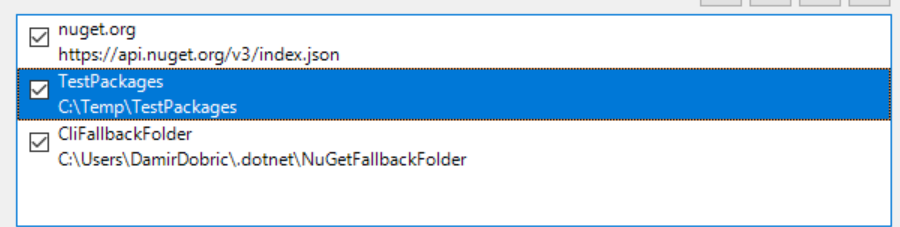 nuget.org
https://api.nuget.org/v3/index.json
TestPackages
C:\Temp\TestPackages
CliFallbackFolder
C:\Users\DamirDobric\.dotnet\NuGetFallbackFolder